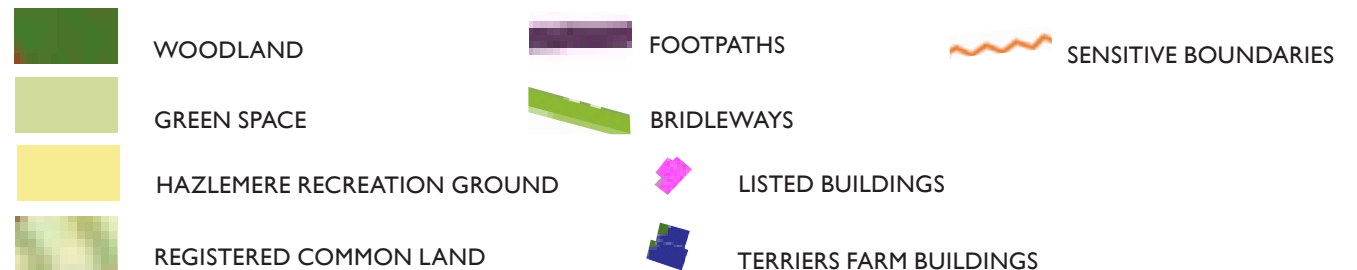 WOODLAND
FOOTPATHS
SENSITIVE BOUNDARIES
GREEN SPACE
BRIDLEWAYS
HAZLEMERE RECREATION GROUND
LISTED BUILDINGS
REGISTERED COMMON LAND
TERRIERS FARM BUILDINGS